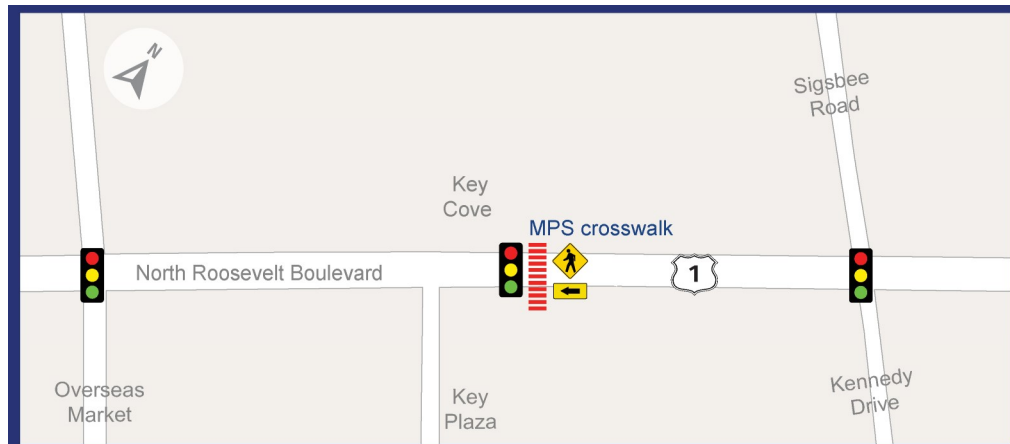 N
Sigsbee
Road
Key
Cove
MPS crosswalk
North Roosevelt Boulevard
1
Overseas
Market
Key
Plaza
Kennedy
Drive